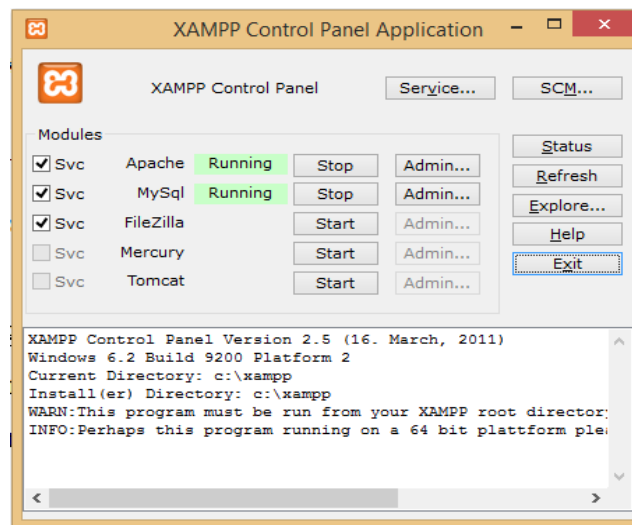 XAMPP Control Panel Application
XAMPP Control Panel Service... SCM...
Modules
Svc Apache Running Stop Admin...
Svc MySql Running Stop Admin...
Svc FileZilla Start Admin...
Svc Mercury Start Admin...
Svc Tomcat Start Admin...
Status
Refresh
Explore...
Help
Exit
XAMPP Control Panel Version 2.5 (16. March, 2011)
Windows 6.2 Build 9200 Platform 2
Current Directory: c:\xampp
Install(er) Directory: c:\xampp
WARN:This program must be run from your XAMPP root directory
INFO:Perhaps this program running on a 64 bit plattform